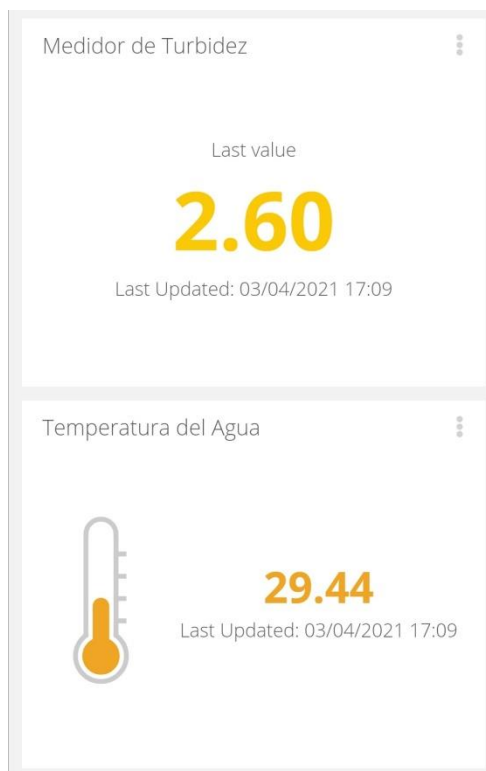 Medidor de Turbidez
Last value
2.60
Last Updated: 03/04/2021 17:09
Temperatura del Agua
29.44
Last Updated: 03/04/2021 17:09